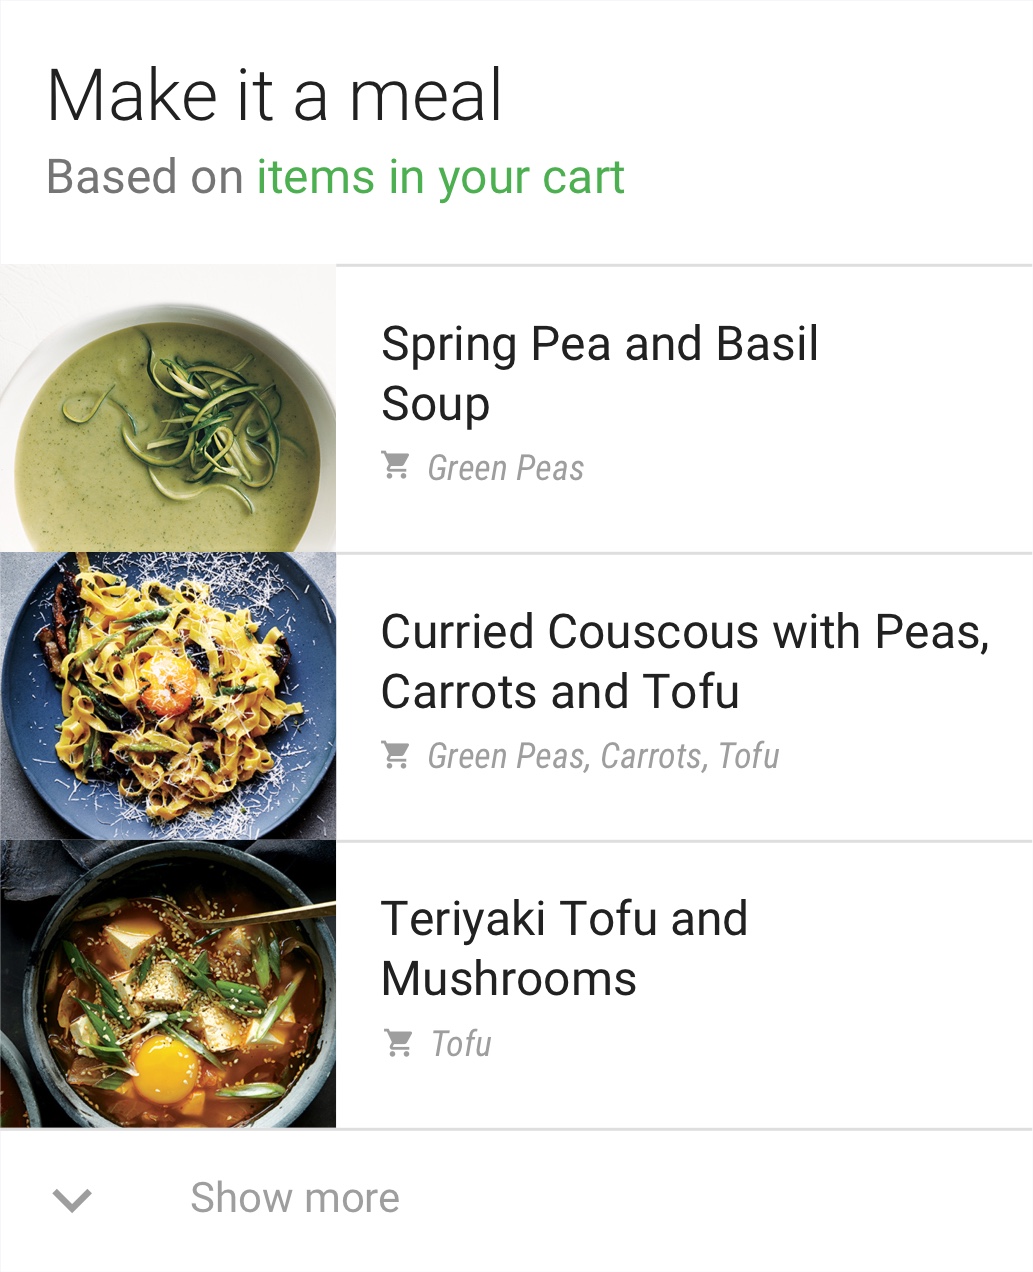 Make it a meal
Based on items in your cart
Spring Pea and Basil
Soup
Green Peas
Curried Couscous with Peas,
Carrots and Tofu
Green Peas, Carrots, Tofu
Teriyaki Tofu and
Mushrooms
Tofu
Show more